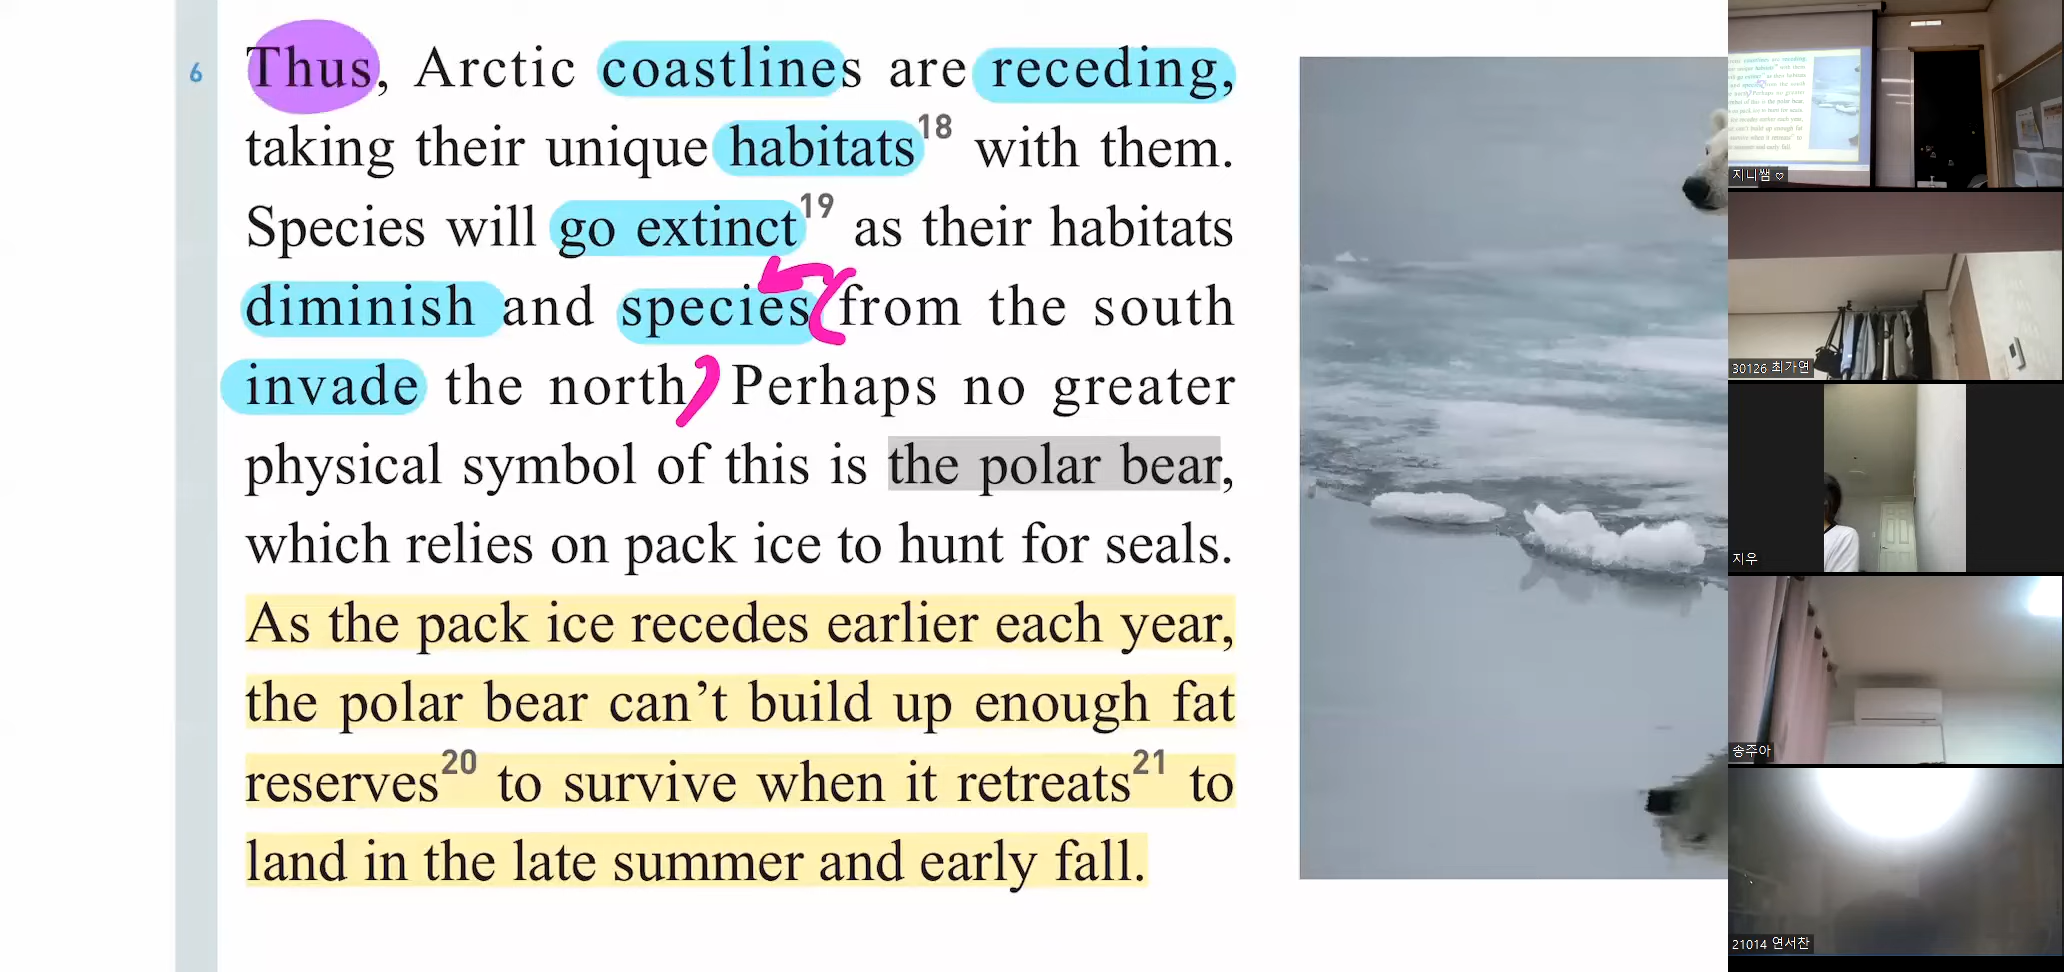 6
Thus, Arctic coastlines are receding,
taking their unique habitats18 with them.
Species will go extinct19 as their habitats
diminish and species from the south
invade the north. Perhaps no greater
physical symbol of this is the polar bear,
which relies on pack ice to hunt for seals.
As the pack ice recedes earlier each year,
the polar bear can't build up enough fat
reserves20 to survive when it retreats21 to
land in the late summer and early fall.
지니쌤 ♡
30126 최가연
지우
송주아
21014 연서찬